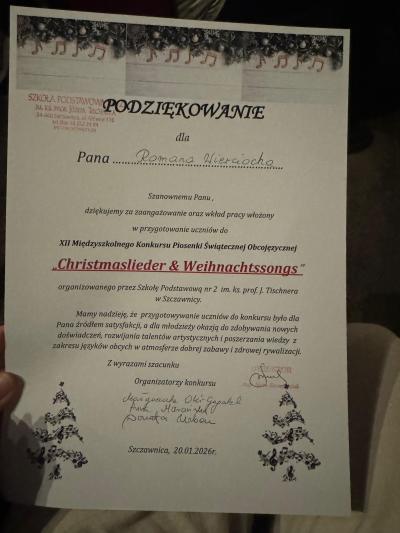 SZKOŁA PODSTAWOWA
PODZIĘKOWANIE
dla
Pana Romana Wierciocha
Szanownemu Panu ,
dziękujemy za zaangażowanie oraz wkład pracy włożony
w przygotowanie uczniów do
XII Międzyszkolnego Konkursu Piosenki Świątecznej Obcojęzycznej
„Christmaslieder & Weihnachtssongs"
organizowanego przez Szkołę Podstawową nr 2 im. ks. prof. J. Tischnera
w Szczawnicy.
Mamy nadzieję, że przygotowywanie uczniów do konkursu było dla
Pana źródłem satysfakcji, a dla młodzieży okazją do zdobywania nowych
doświadczeń, rozwijania talentów artystycznych i poszerzania wiedzy z
zakresu języków obcych w atmosferze dobrej zabawy i zdrowej rywalizacji.
Z wyrazami szacunku
Organizatorzy konkursu
Szczawnica, 20.01.2026r.